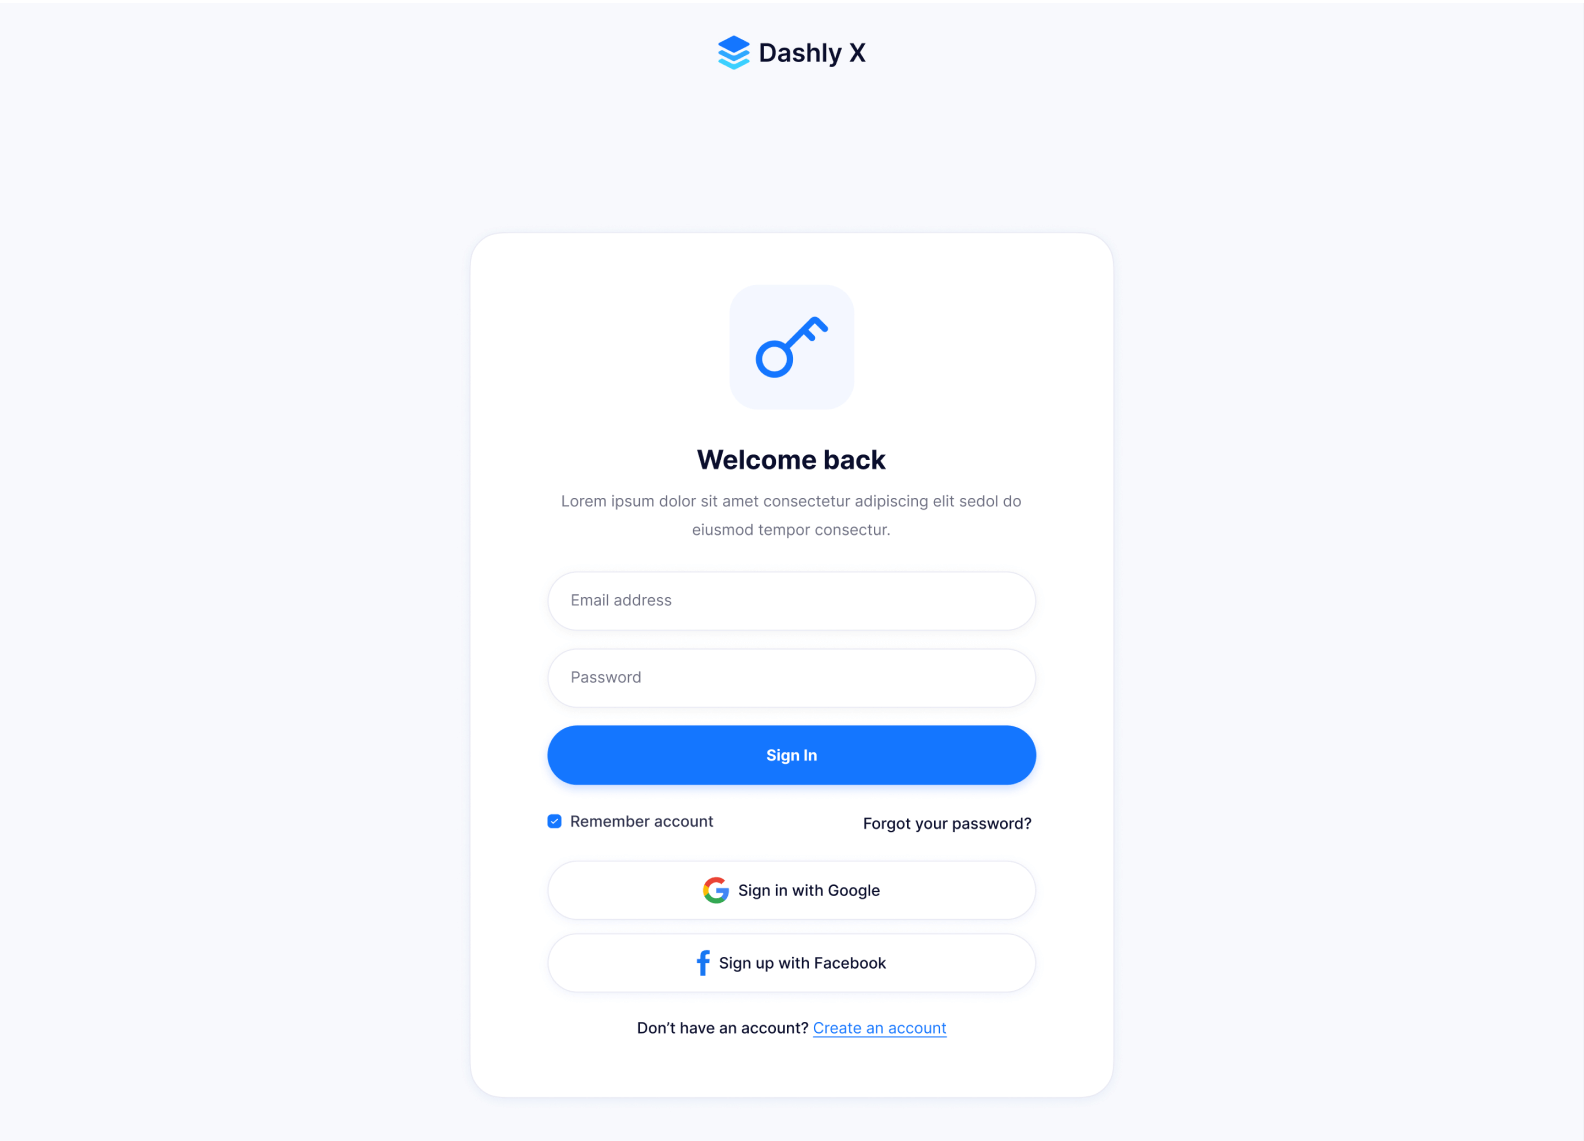 Dashly X
Welcome back
Lorem ipsum dolor sit amet consectetur adipiscing elit sedol do
eiusmod tempor consectur.
Email address
Password
Sign In
Remember account
Forgot your password?
Sign in with Google
Sign up with Facebook
Don’t have an account? Create an account